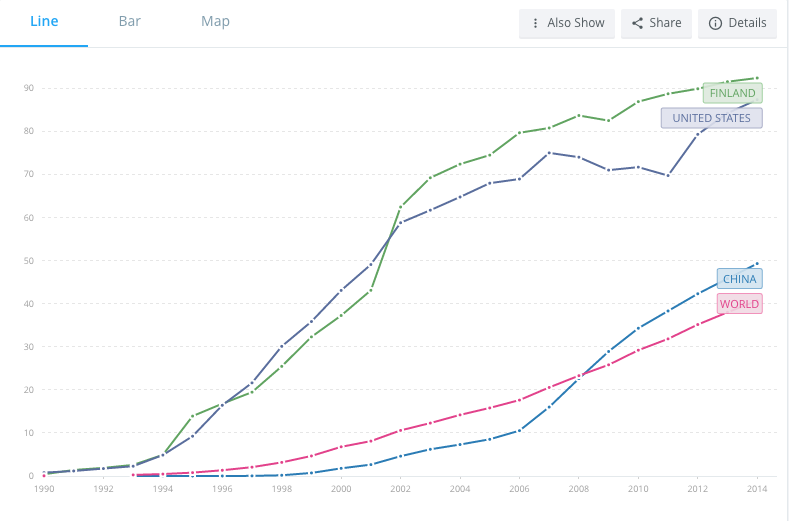 Line Bar Map Also Show Share Details
90
FINLAND
UNITED STATES
80
70
60
50
CHINA
40
WORLD
30
20
10
0
1990 1992 1994 1996 1998 2000 2002 2004 2006 2008 2010 2012 2014